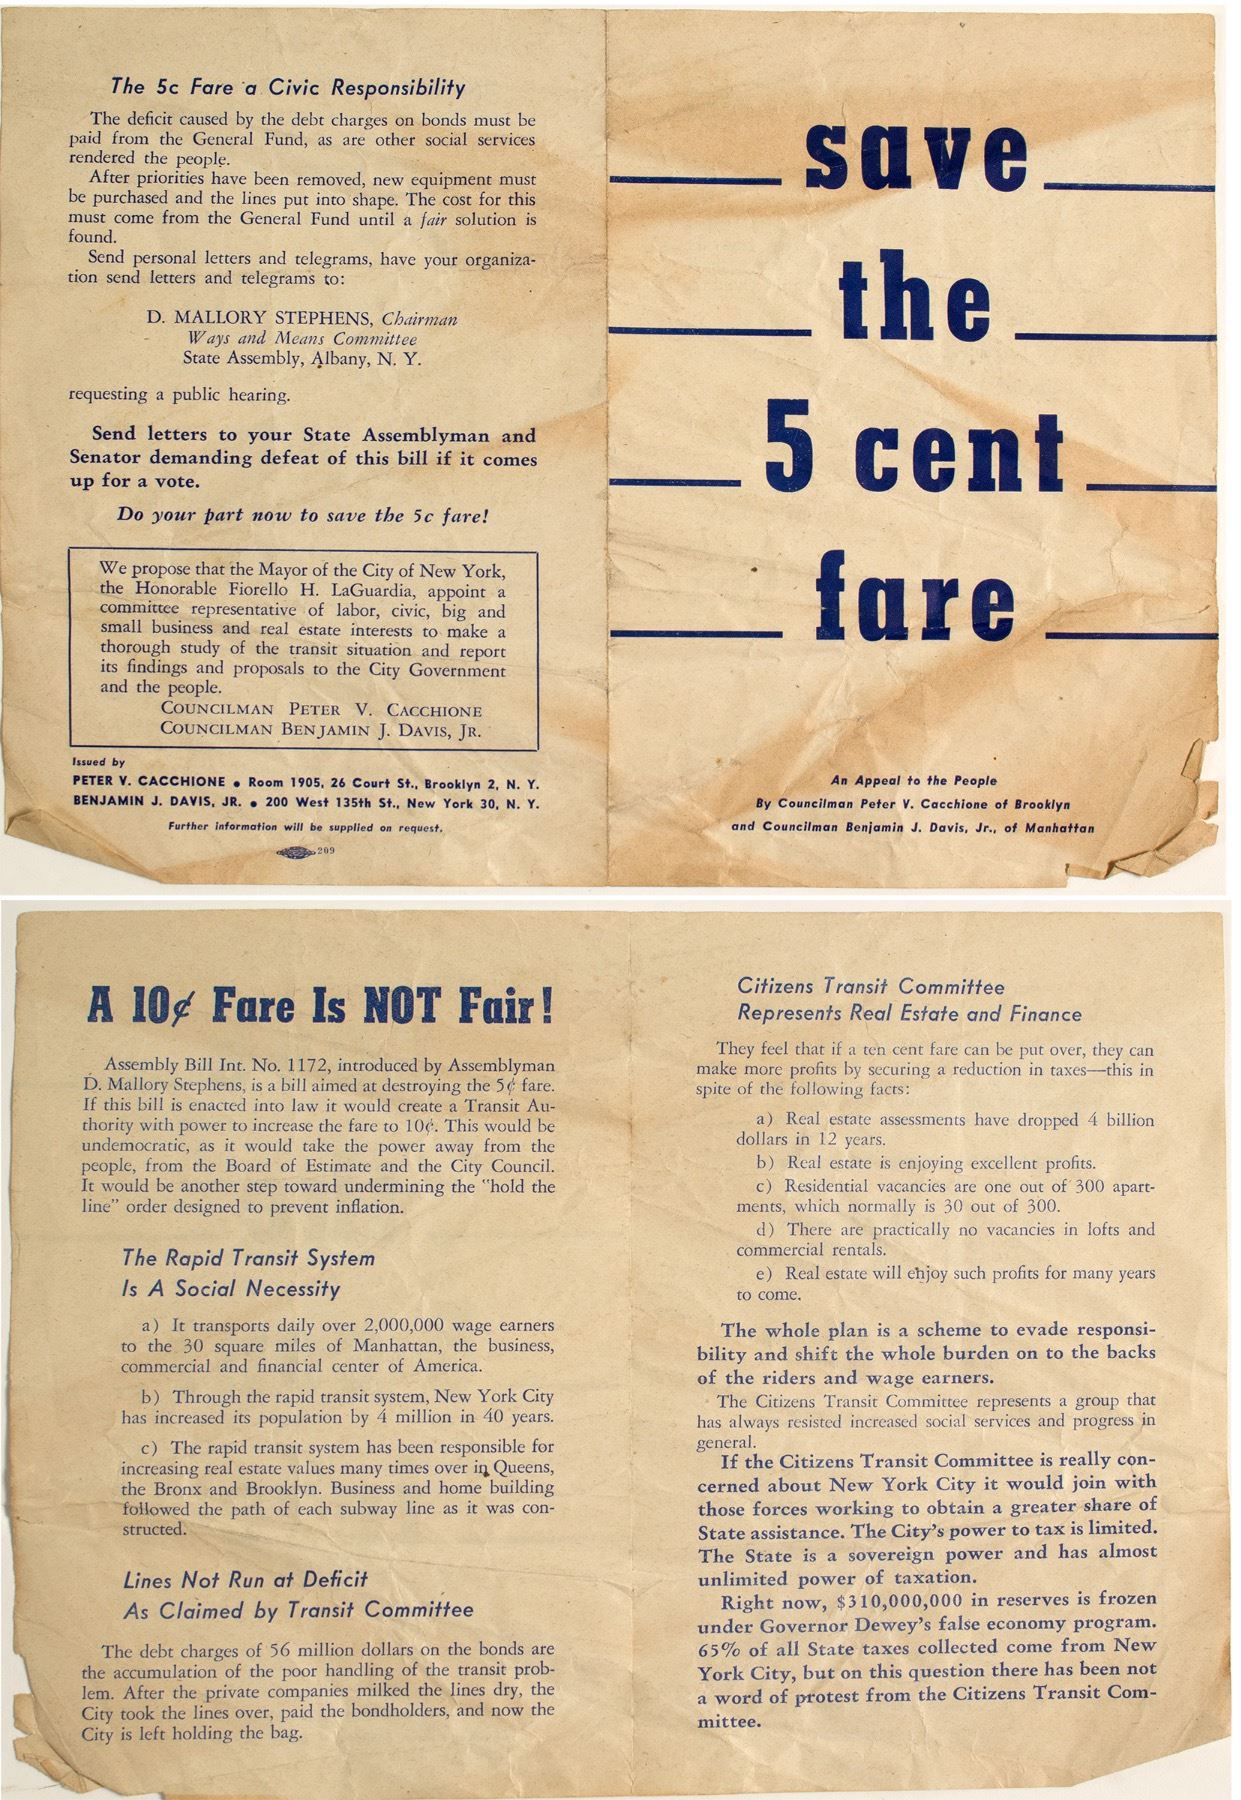 The 5c Fare a Civic Responsibility
The deficit caused by the debt charges on bonds must be
paid from the General Fund, as are other social services
rendered the people.
After priorities have been removed, new equipment must
be purchased and the lines put into shape. The cost for this
must come from the General Fund until a fair solution is
found.
Send personal letters and telegrams, have your organiza-
tion send letters and telegrams to:
D. MALLORY STEPHENS, Chairman
Ways and Means Committee
State Assembly, Albany, N. Y.
requesting a public hearing.
Send letters to your State Assemblyman and
Senator demanding defeat of this bill if it comes
up for a vote.
Do your part now to save the 5c fare!
We propose that the Mayor of the City of New York,
the Honorable Fiorello H. LaGuardia, appoint a
committee representative of labor, civic, big and
small business and real estate interests to make a
thorough study of the transit situation and report
its findings and proposals to the City Government
and the people.
COUNCILMAN PETER V. CACCHIONE
COUNCILMAN BENJAMIN J. DAVIS, JR.
Issued by
PETER V. CACCHIONE • Room 1905, 26 Court St., Brooklyn 2, N. Y.
BENJAMIN J. DAVIS, JR. • 200 West 135th St., New York 30, N. Y.
Further information will be supplied on request.
209
save
the
5 cent
fare
An Appeal to the People
By Councilman Peter V. Cacchione of Brooklyn
and Councilman Benjamin J. Davis, Jr., of Manhattan
A 10¢ Fare Is NOT Fair!
Assembly Bill Int. No. 1172, introduced by Assemblyman
D. Mallory Stephens, is a bill aimed at destroying the 5¢ fare.
If this bill is enacted into law it would create a Transit Au-
thority with power to increase the fare to 10¢. This would be
undemocratic, as it would take the power away from the
people, from the Board of Estimate and the City Council.
It would be another step toward undermining the "hold the
line" order designed to prevent inflation.
The Rapid Transit System
Is A Social Necessity
a) It transports daily over 2,000,000 wage earners
to the 30 square miles of Manhattan, the business,
commercial and financial center of America.
b) Through the rapid transit system, New York City
has increased its population by 4 million in 40 years.
c) The rapid transit system has been responsible for
increasing real estate values many times over in Queens,
the Bronx and Brooklyn. Business and home building
followed the path of each subway line as it was con-
structed.
Lines Not Run at Deficit
As Claimed by Transit Committee
The debt charges of 56 million dollars on the bonds are
the accumulation of the poor handling of the transit prob-
lem. After the private companies milked the lines dry, the
City took the lines over, paid the bondholders, and now the
City is left holding the bag.
Citizens Transit Committee
Represents Real Estate and Finance
They feel that if a ten cent fare can be put over, they can
make more profits by securing a reduction in taxes—this in
spite of the following facts:
a) Real estate assessments have dropped 4 billion
dollars in 12 years.
b) Real estate is enjoying excellent profits.
c) Residential vacancies are one out of 300 apart-
ments, which normally is 30 out of 300.
d) There are practically no vacancies in lofts and
commercial rentals.
e) Real estate will enjoy such profits for many years
to come.
The whole plan is a scheme to evade responsi-
bility and shift the whole burden on to the backs
of the riders and wage earners.
The Citizens Transit Committee represents a group that
has always resisted increased social services and progress in
general.
If the Citizens Transit Committee is really con-
cerned about New York City it would join with
those forces working to obtain a greater share of
State assistance. The City's power to tax is limited.
The State is a sovereign power and has almost
unlimited power of taxation.
Right now, $310,000,000 in reserves is frozen
under Governor Dewey's false economy program.
65% of all State taxes collected come from New
York City, but on this question there has been not
a word of protest from the Citizens Transit Com-
mittee.